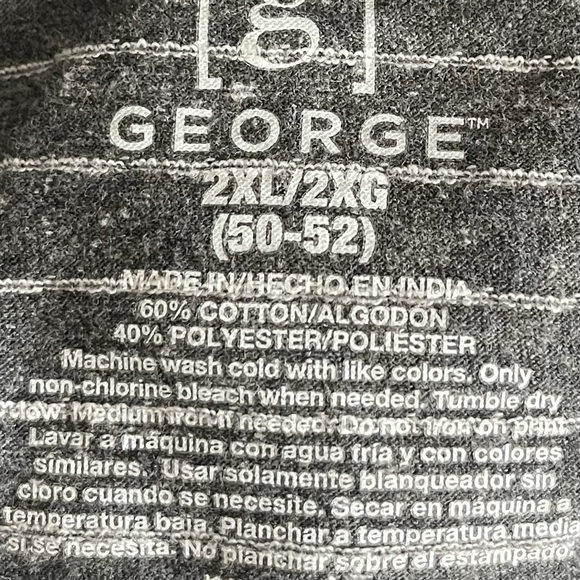 [g]
GEORGE™
2XL/2XG
(50-52)
MADE IN/HECHO EN INDIA
60% COTTON/ALGODON
40% POLYESTER/POLIESTER
Machine wash cold with like colors. Only
non-chlorine bleach when needed. Tumble dry
low. Medium iron if needed. Do not iron on print
Lavar a máquina con agua fría y con colores
similares. Usar solamente blanqueador sin
cloro cuando se necesite. Secar en máquina a
temperatura baja. Planchar a temperatura media
si se necesita. No planchar sobre el estampado